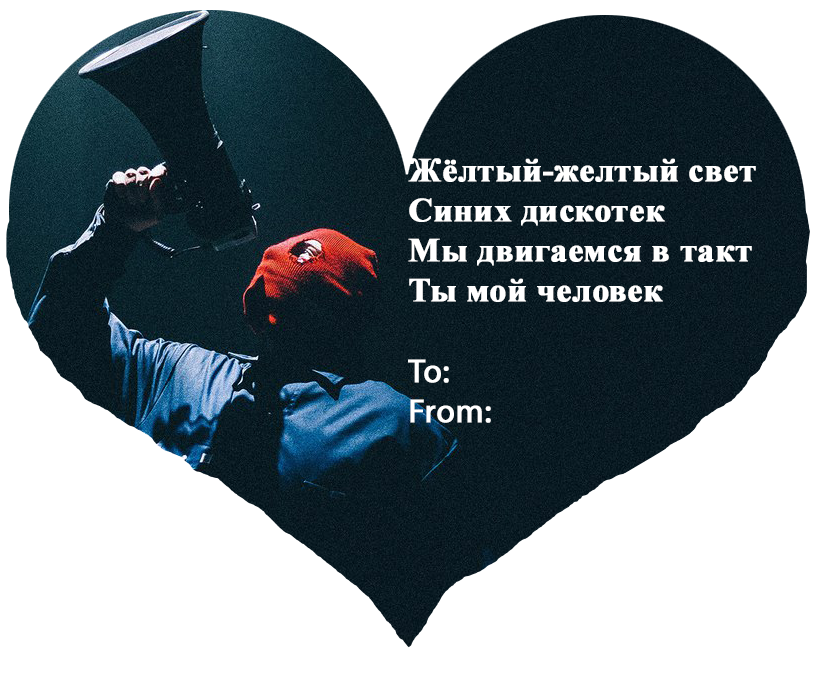 Жёлтый-желтый свет
Синих дискотек
Мы двигаемся в такт
Ты мой человек
To:
From: